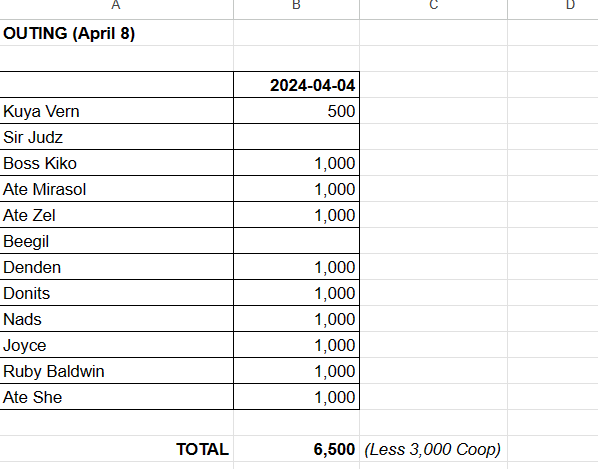 A B C D
OUTING (April 8)
2024-04-04
Kuya Vern 500
Sir Judz
Boss Kiko 1,000
Ate Mirasol 1,000
Ate Zel 1,000
Beegil
Denden 1,000
Donits 1,000
Nads 1,000
Joyce 1,000
Ruby Baldwin 1,000
Ate She 1,000
TOTAL 6,500 (Less 3,000 Coop)